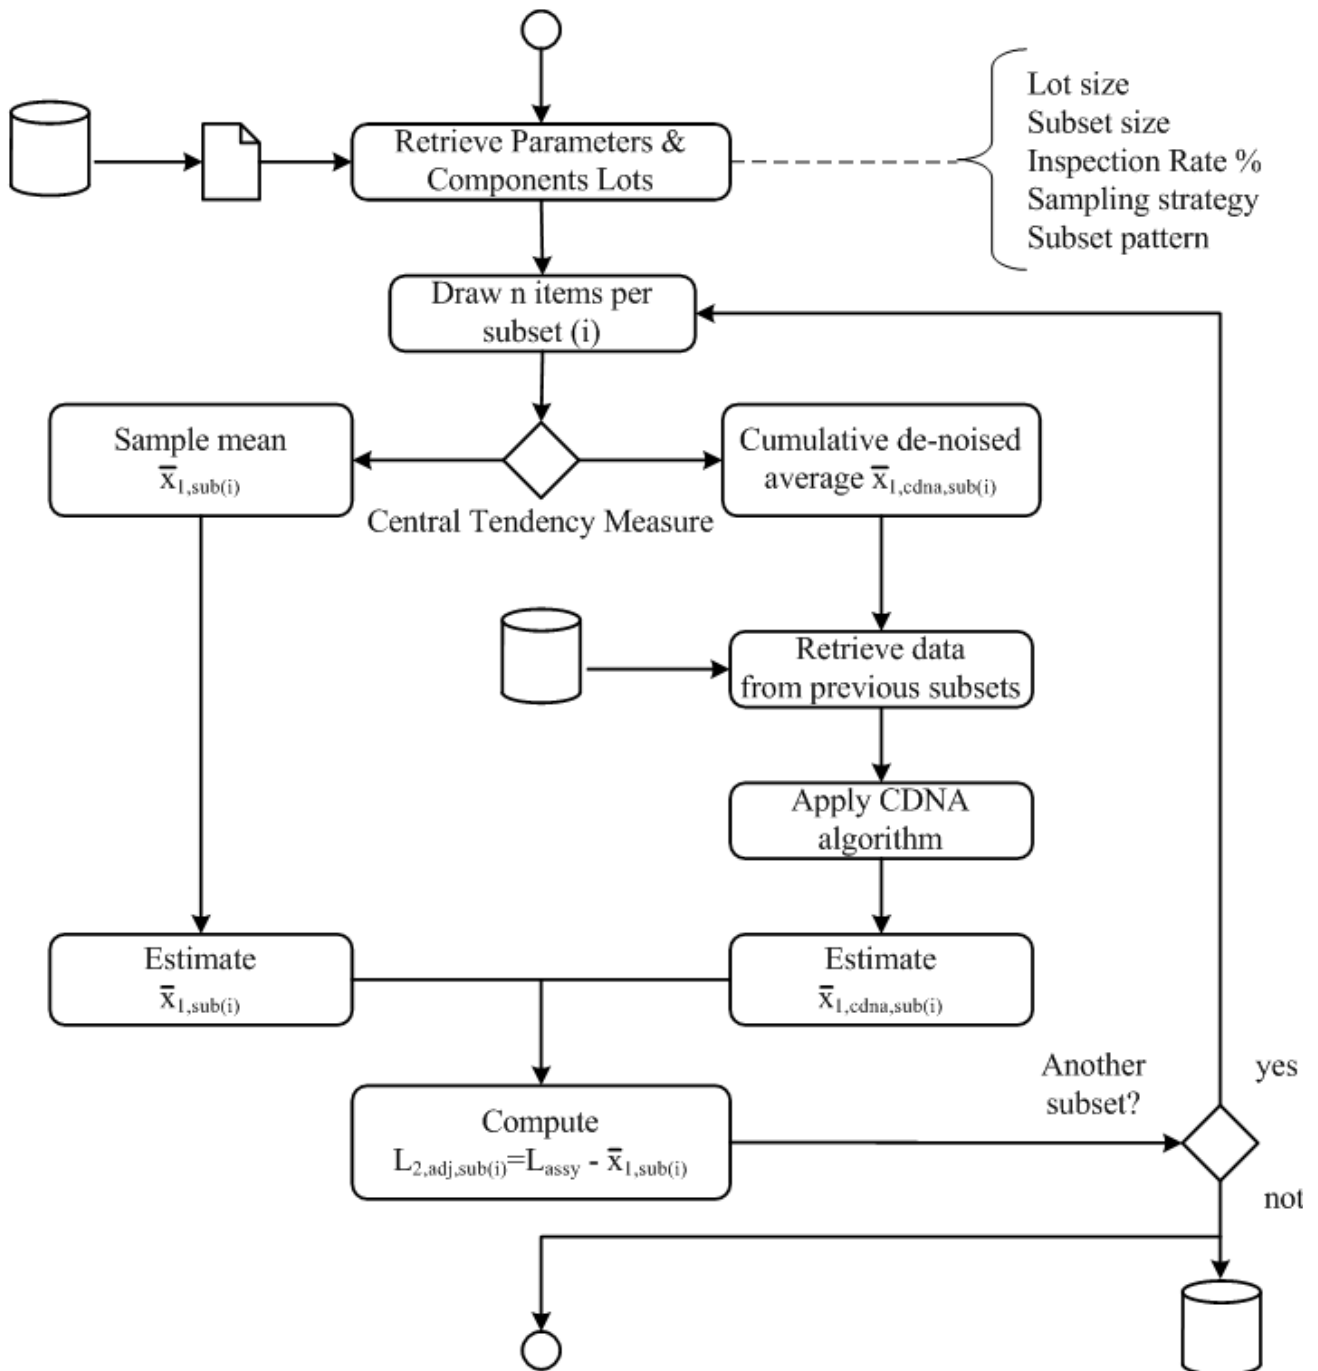 Retrieve Parameters &
Components Lots
Lot size
Subset size
Inspection Rate %
Sampling strategy
Subset pattern
Draw n items per
subset (i)
Sample mean
x̅1,sub(i)
Central Tendency Measure
Cumulative de-noised
average x̅1,cdna,sub(i)
Retrieve data
from previous subsets
Apply CDNA
algorithm
Estimate
x̅1,sub(i)
Estimate
x̅1,cdna,sub(i)
Compute
L2,adj,sub(i)=Lassy - x̅1,sub(i)
Another
subset?
yes
not